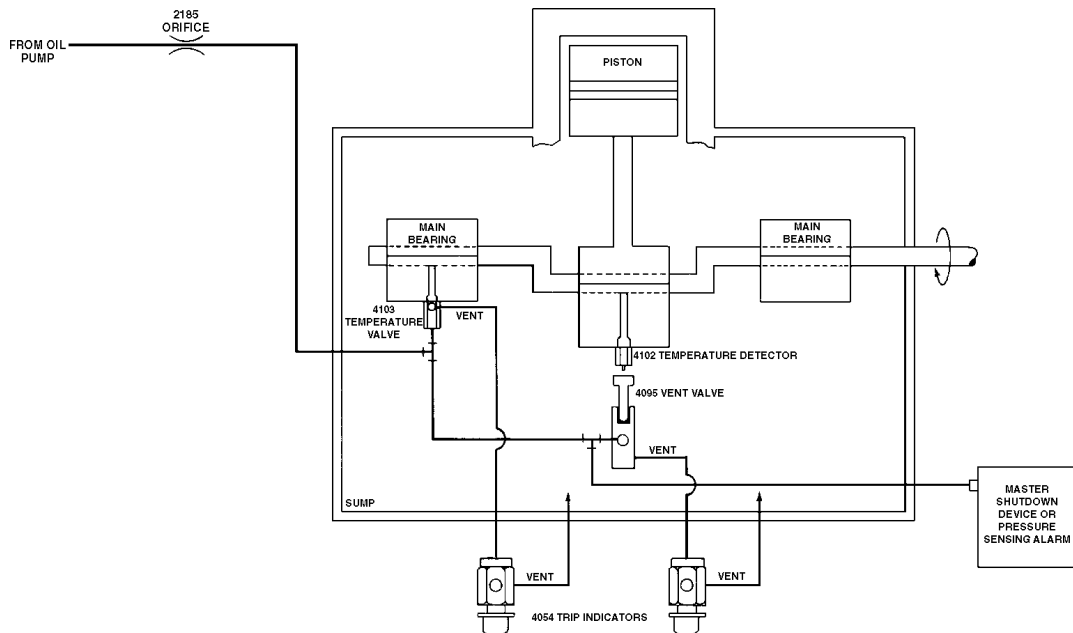 2185
ORIFICE
FROM OIL
PUMP
PISTON
MAIN
BEARING
MAIN
BEARING
4103
TEMPERATURE
VALVE
VENT
4102 TEMPERATURE DETECTOR
4095 VENT VALVE
VENT
SUMP
MASTER
SHUTDOWN
DEVICE OR
PRESSURE
SENSING ALARM
VENT
VENT
4054 TRIP INDICATORS